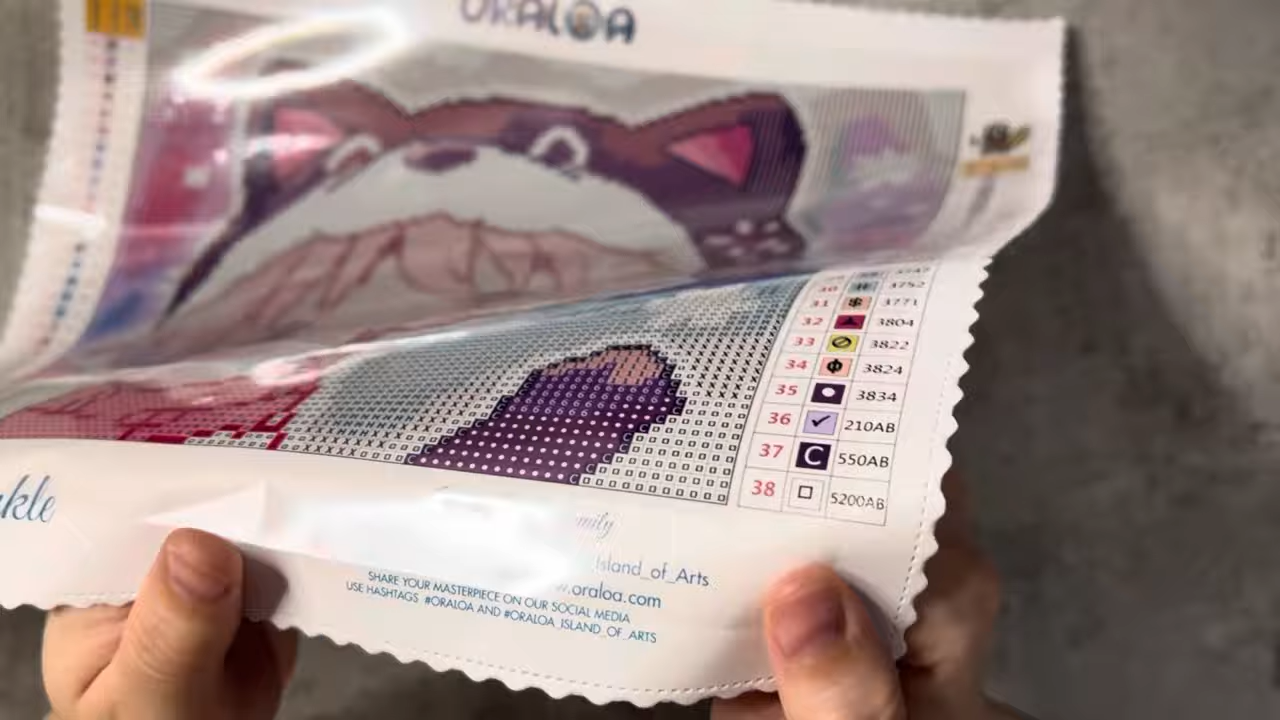 ORALOA
3752
31 3771
32 3804
33 3822
34 3824
35 3834
36 210AB
37 C 550AB
38 5200AB
Island_of_Arts
.oraloa.com
SHARE YOUR MASTERPIECE ON OUR SOCIAL MEDIA
USE HASHTAGS #ORALOA AND #ORALOA_ISLAND_OF_ARTS